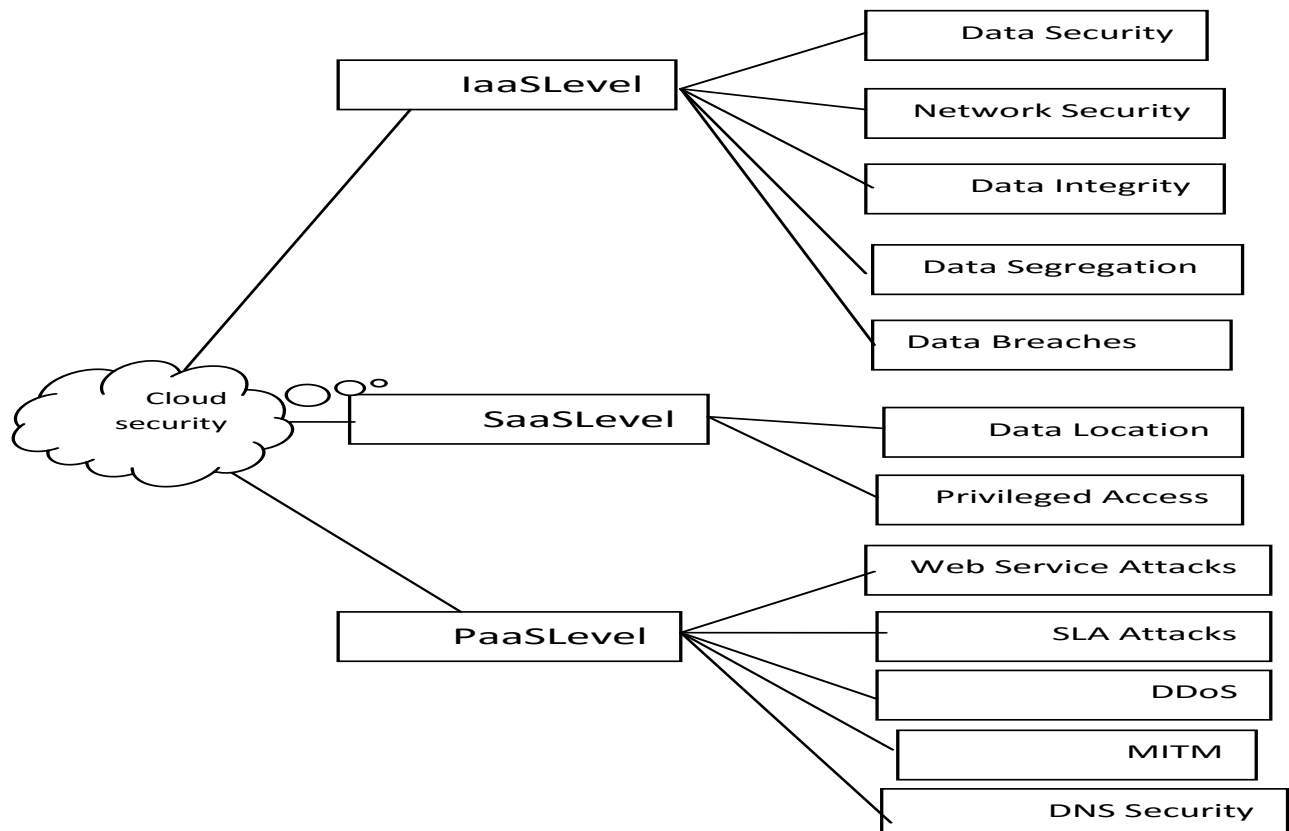 Data Security
IaaSLevel
Network Security
Data Integrity
Data Segregation
Data Breaches
Cloud
security
SaaSLevel
Data Location
Privileged Access
Web Service Attacks
PaaSLevel
SLA Attacks
DDoS
MITM
DNS Security